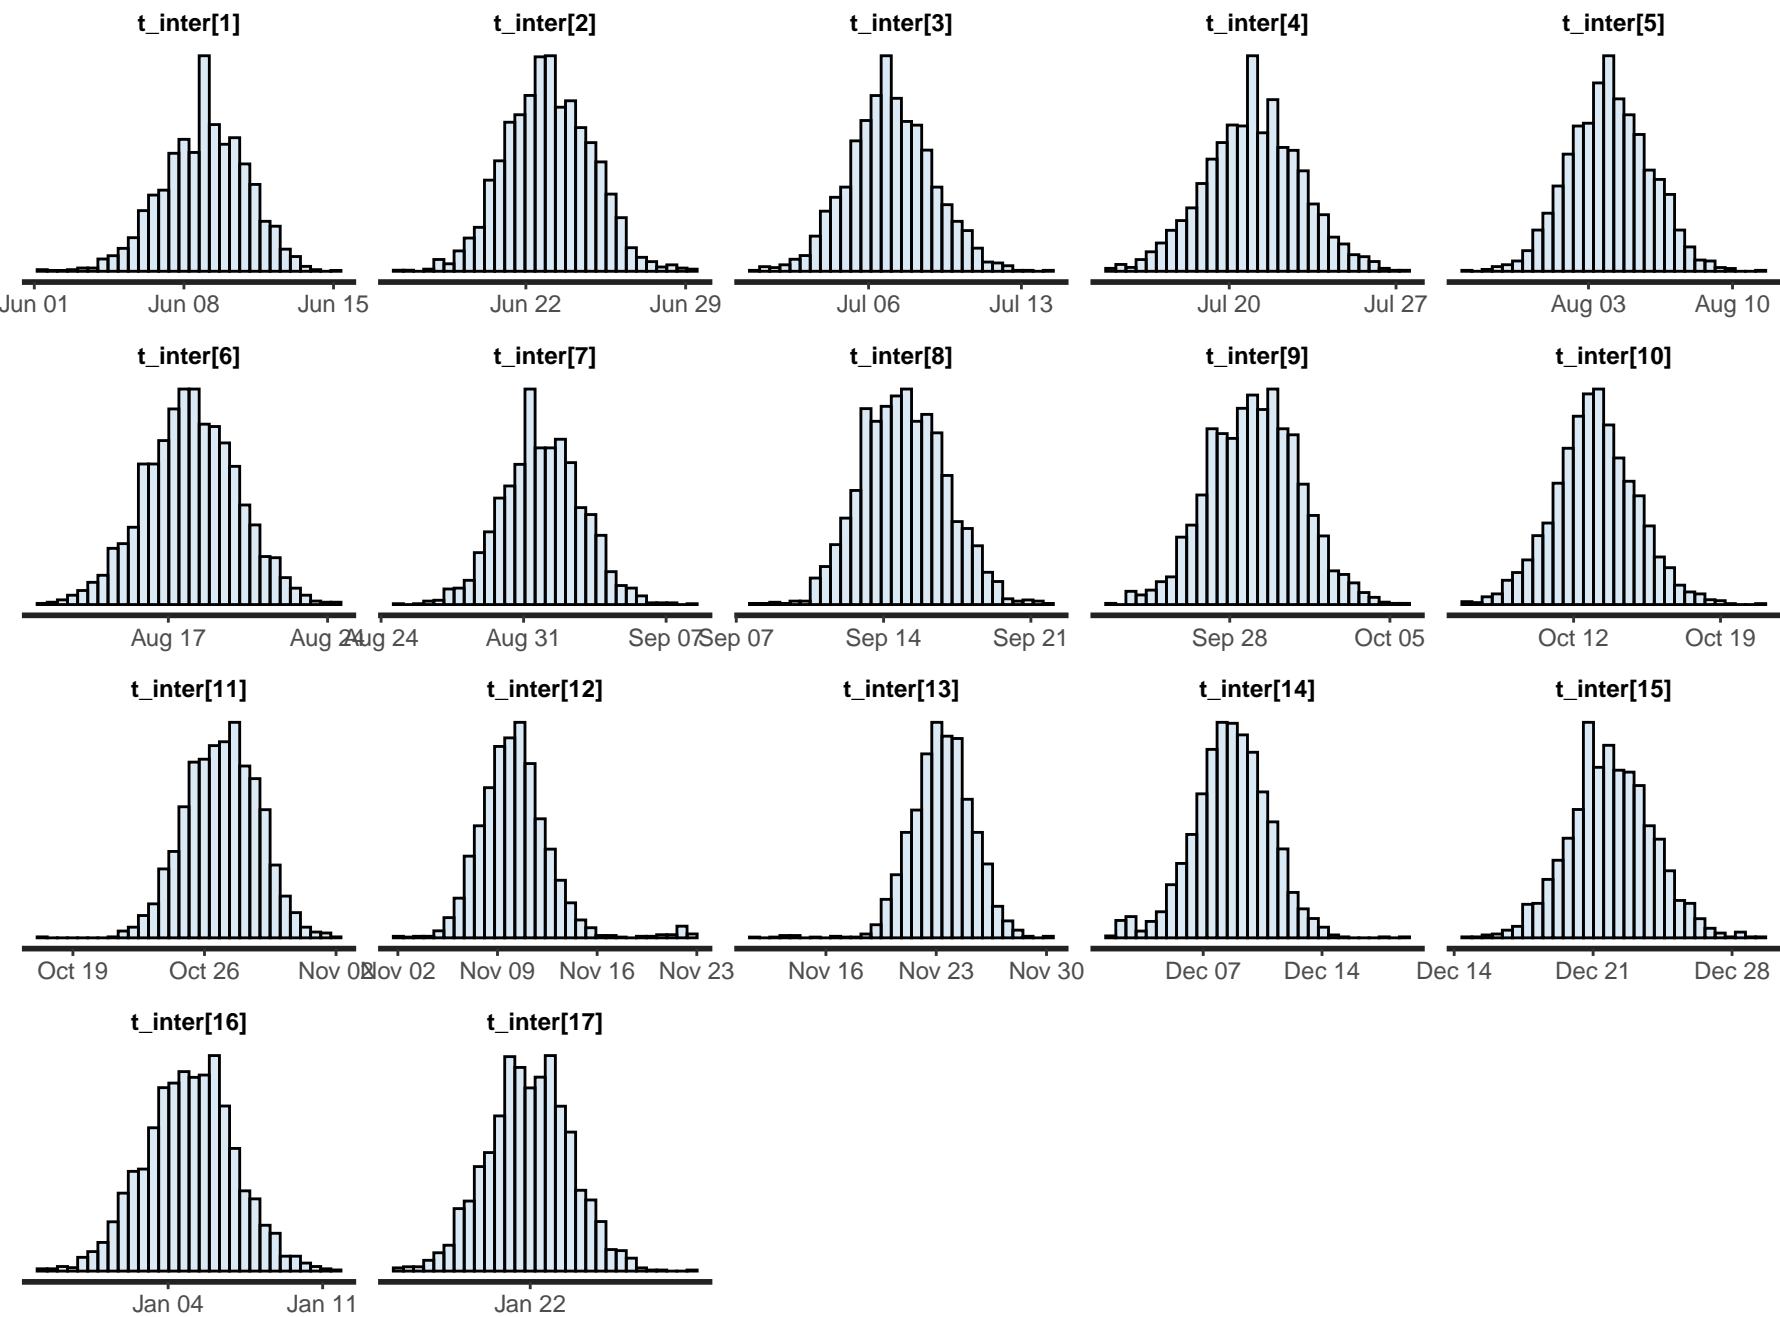 t_inter[1] t_inter[2] t_inter[3] t_inter[4] t_inter[5]
Jun 01 Jun 08 Jun 15 Jun 22 Jun 29 Jul 06 Jul 13 Jul 20 Jul 27 Aug 03 Aug 10
t_inter[6] t_inter[7] t_inter[8] t_inter[9] t_inter[10]
Aug 17 Aug 24 Aug 24 Aug 31 Sep 07 Sep 07 Sep 14 Sep 21 Sep 28 Oct 05 Oct 12 Oct 19
t_inter[11] t_inter[12] t_inter[13] t_inter[14] t_inter[15]
Oct 19 Oct 26 Nov 02 Nov 02 Nov 09 Nov 16 Nov 23 Nov 16 Nov 23 Nov 30 Dec 07 Dec 14 Dec 14 Dec 21 Dec 28
t_inter[16] t_inter[17]
Jan 04 Jan 11 Jan 22